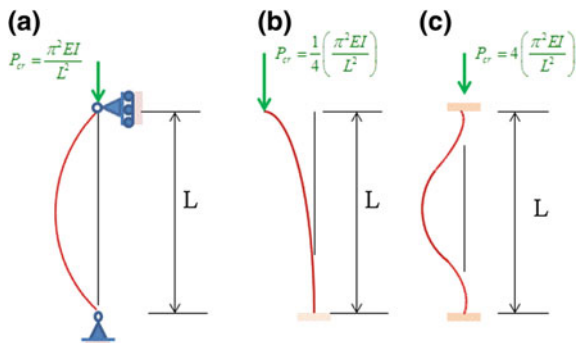 (a)
P_cr = π²EI / L²
L
(b)
P_cr = 1/4 (π²EI / L²)
L
(c)
P_cr = 4 (π²EI / L²)
L